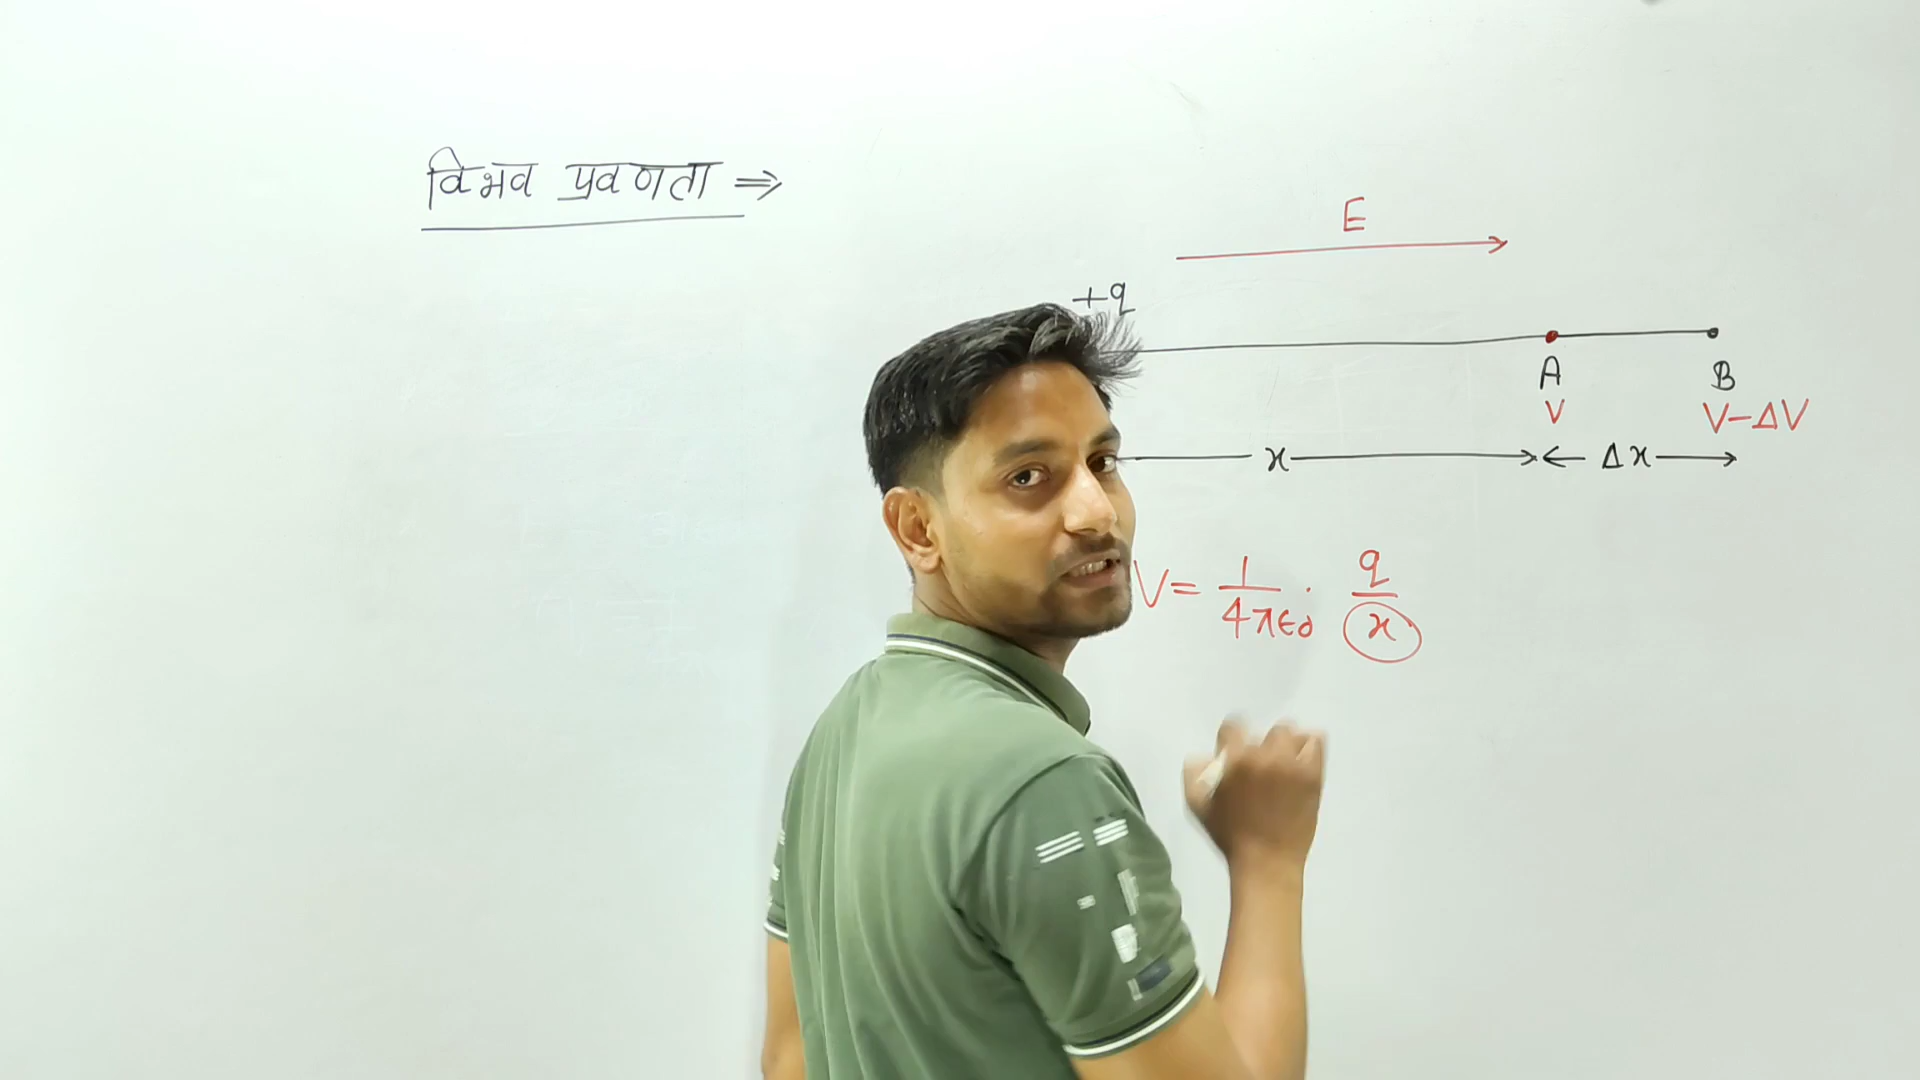 विभव प्रवणता ⇒
E
+q
A B
V V-ΔV
x Δx
V = 1/4πε₀ · q/x